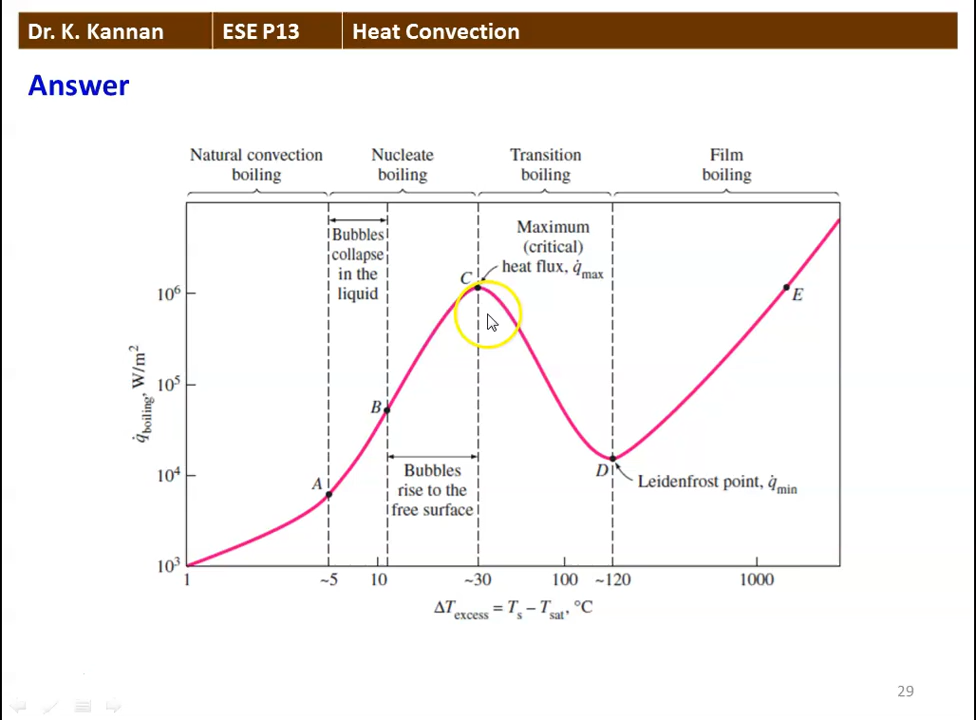 Dr. K. Kannan ESE P13 Heat Convection
Answer
Natural convection
boiling
Nucleate
boiling
Transition
boiling
Film
boiling
Bubbles
collapse
in the
liquid
Maximum
(critical)
heat flux, q̇max
C
E
10⁶
10⁵
10⁴
10³
q̇boiling, W/m²
B
A
D
Bubbles
rise to the
free surface
Leidenfrost point, q̇min
1 ~5 10 ~30 100 ~120 1000
ΔTexcess = Ts – Tsat, °C
29